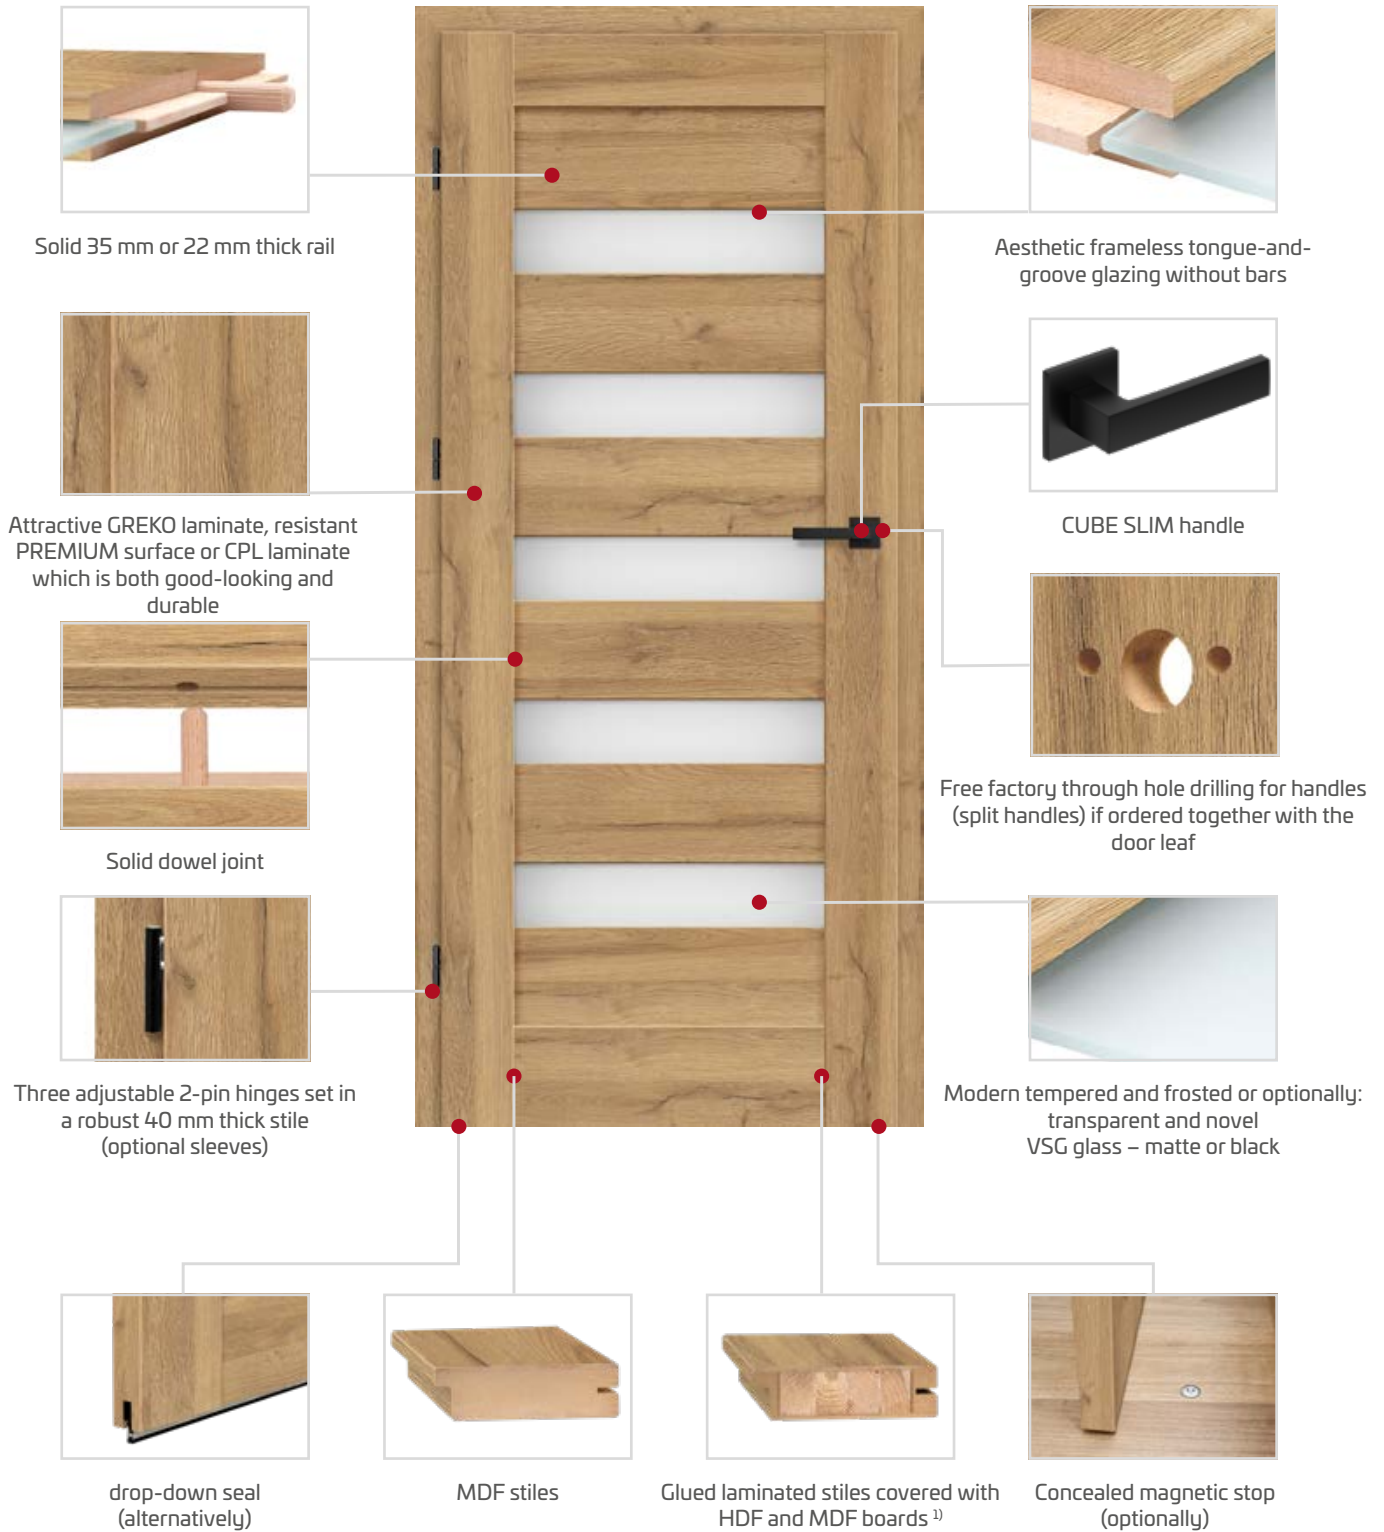 Solid 35 mm or 22 mm thick rail
Aesthetic frameless tongue-and-
groove glazing without bars
Attractive GREKO laminate, resistant
PREMIUM surface or CPL laminate
which is both good-looking and
durable
CUBE SLIM handle
Solid dowel joint
Free factory through hole drilling for handles
(split handles) if ordered together with the
door leaf
Three adjustable 2-pin hinges set in
a robust 40 mm thick stile
(optional sleeves)
Modern tempered and frosted or optionally:
transparent and novel
VSG glass – matte or black
drop-down seal
(alternatively)
MDF stiles
Glued laminated stiles covered with
HDF and MDF boards 1)
Concealed magnetic stop
(optionally)